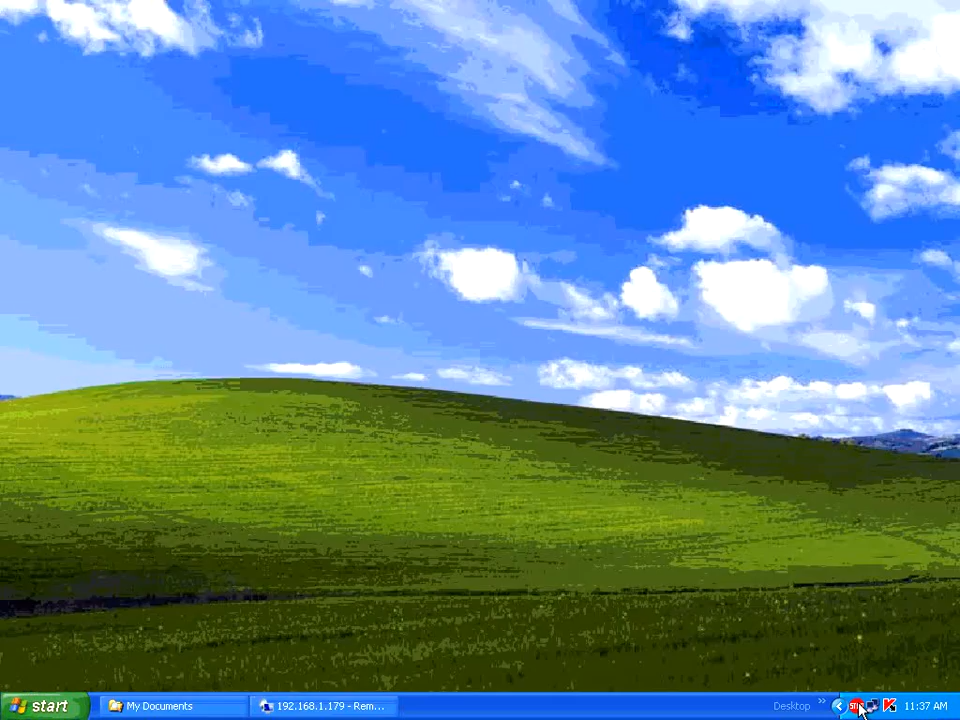 start
My Documents
192.168.1.179 - Rem...
Desktop
»
11:37 AM